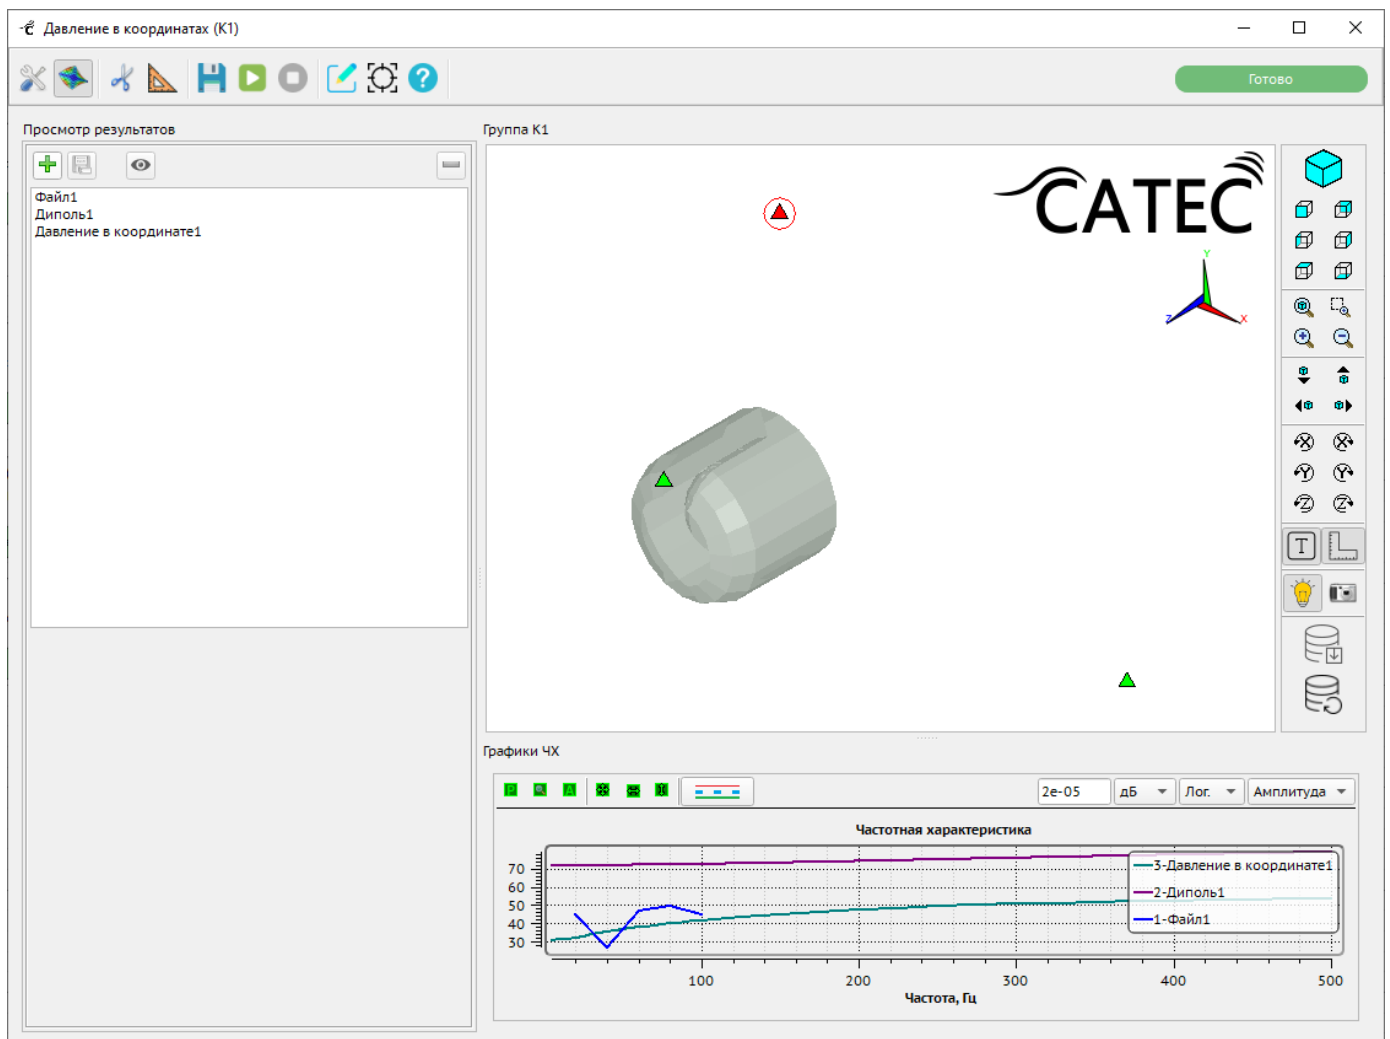 Давление в координатах (К1)
Готово
Просмотр результатов
Файл1
Диполь1
Давление в координате1
Группа К1
CATEC
Y
Z
X
X
X
Y
Y
Z
Z
T
Графики ЧХ
P
A
2e-05
дБ
Лог.
Амплитуда
Частотная характеристика
70
60
50
40
30
3-Давление в координате1
2-Диполь1
1-Файл1
100
200
300
400
500
Частота, Гц